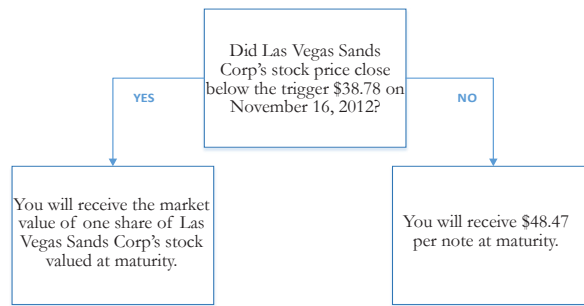 Did Las Vegas Sands
Corp’s stock price close
below the trigger $38.78 on
November 16, 2012?
YES
NO
You will receive the market
value of one share of Las
Vegas Sands Corp’s stock
valued at maturity.
You will receive $48.47
per note at maturity.